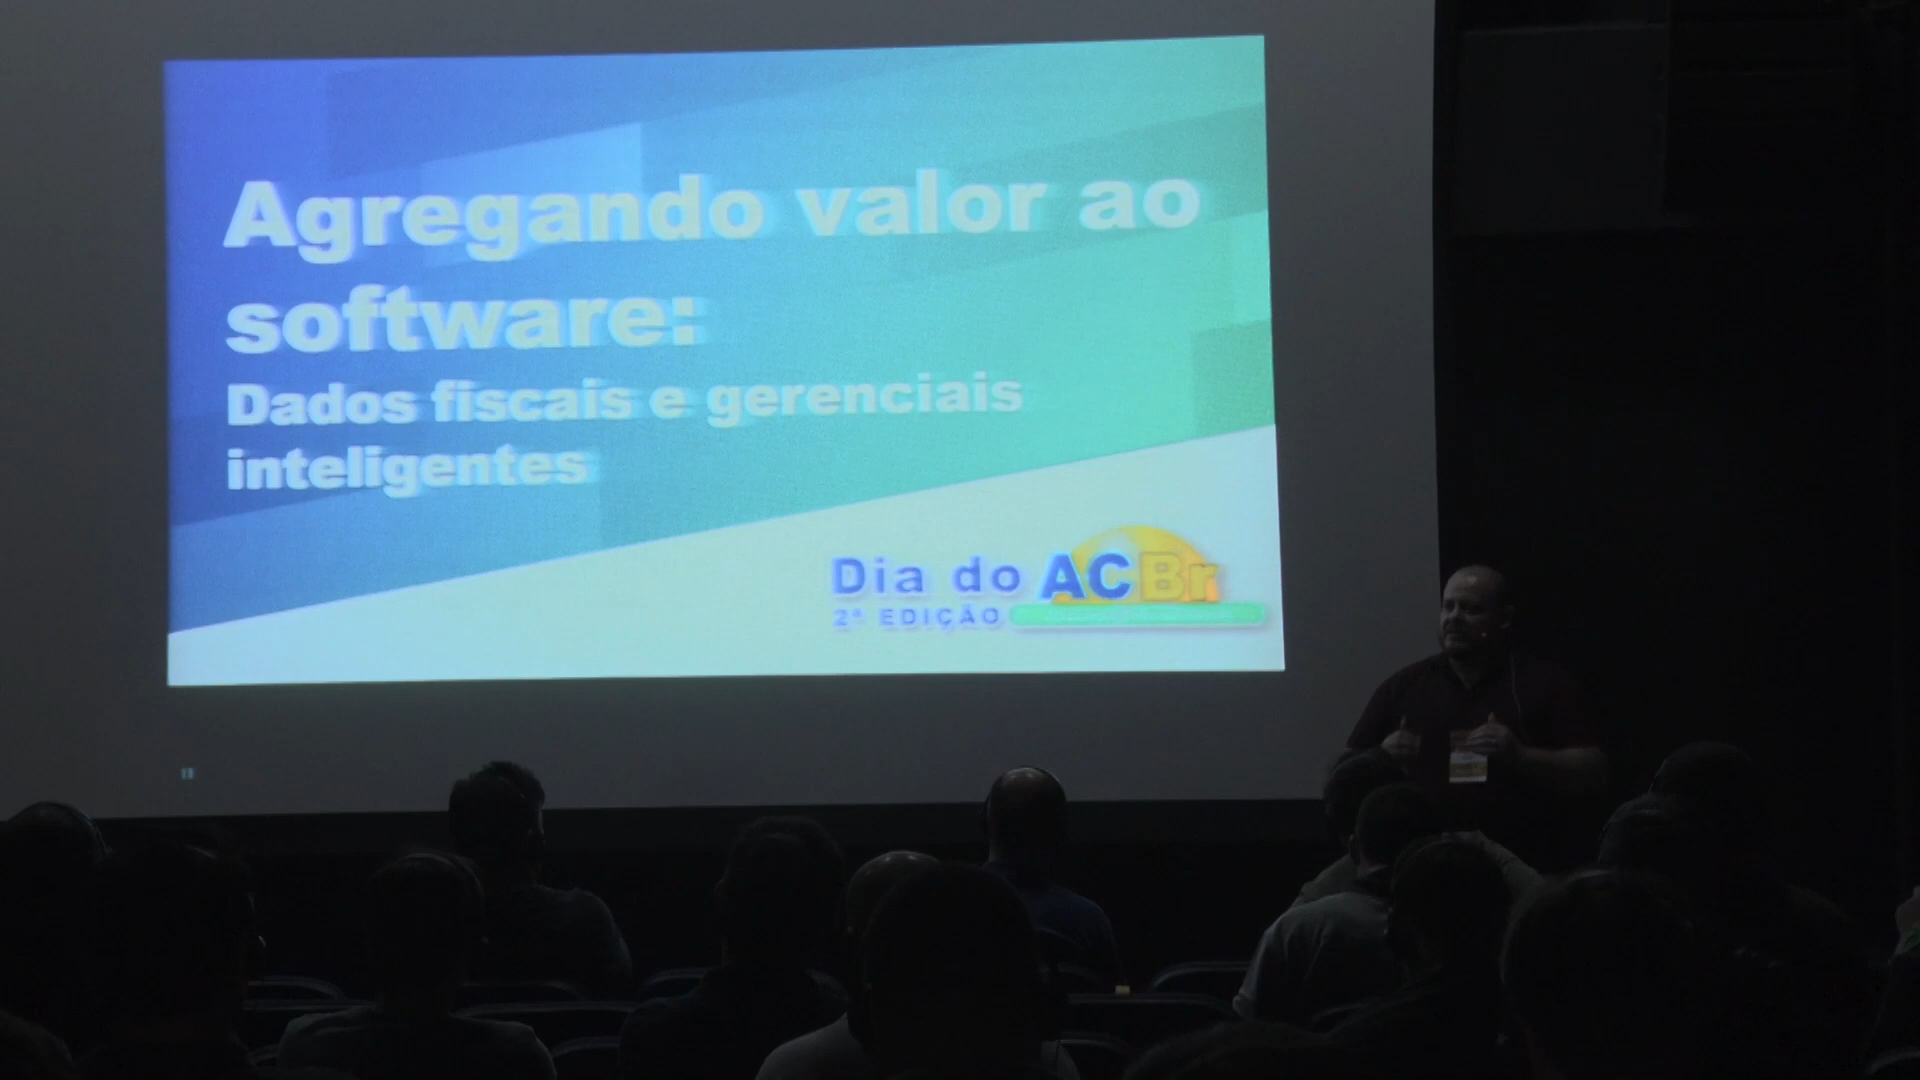 Agregando valor ao
software:
Dados fiscais e gerenciais
inteligentes
Dia do ACBr
2ª EDIÇÃO